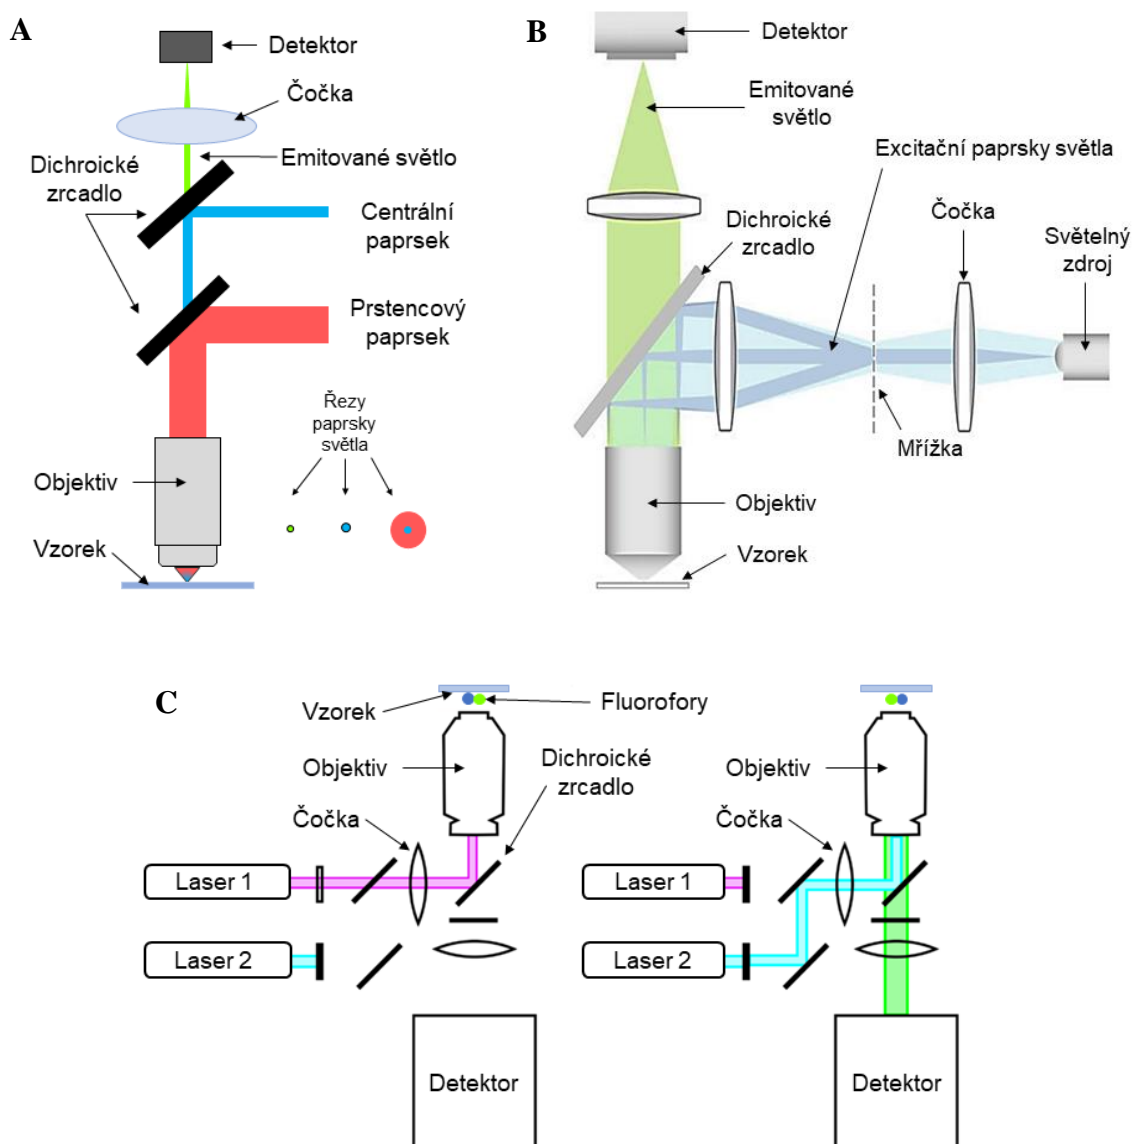 A
Detektor
Čočka
Dichroické
zrcadlo
Emitované světlo
Centrální
paprsek
Prstencový
paprsek
Řezy
paprsky
světla
Objektiv
Vzorek
B
Detektor
Emitované
světlo
Excitační paprsky světla
Dichroické
zrcadlo
Čočka
Světelný
zdroj
Mřížka
Objektiv
Vzorek
C
Vzorek
Fluorofory
Objektiv
Dichroické
zrcadlo
Čočka
Laser 1
Laser 2
Detektor
Objektiv
Čočka
Laser 1
Laser 2
Detektor